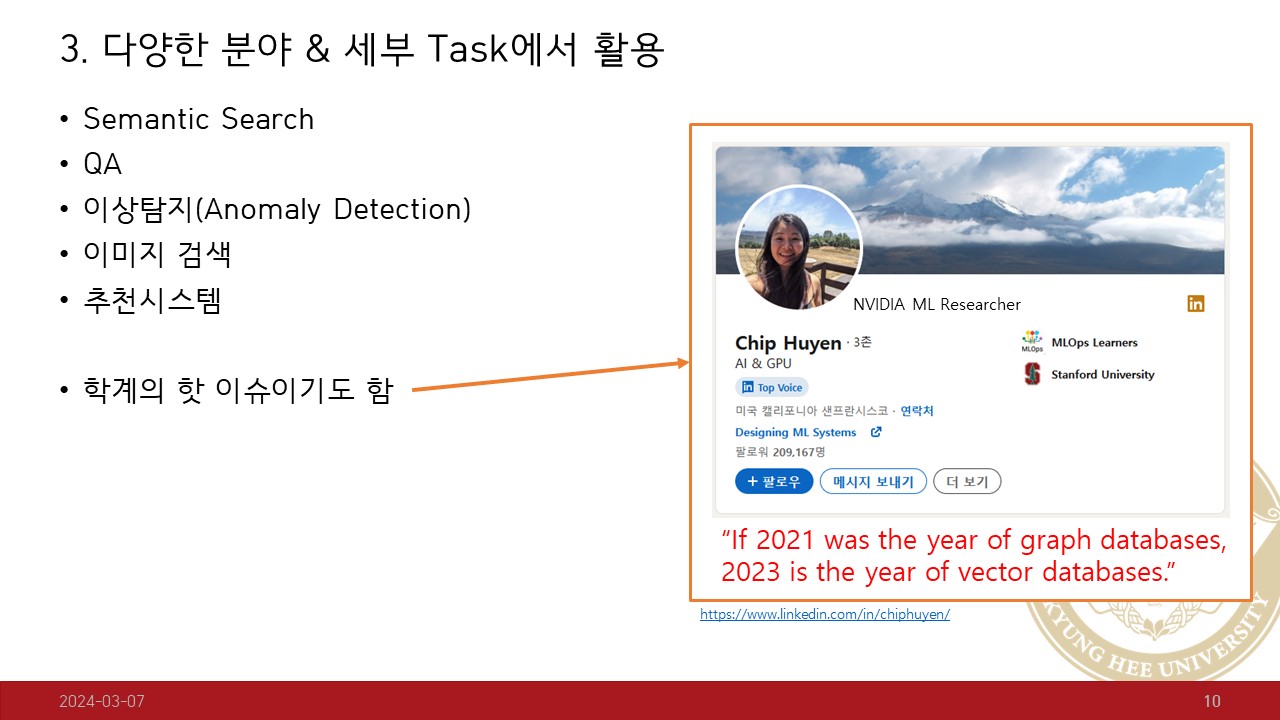 3. 다양한 분야 & 세부 Task에서 활용
• Semantic Search
• QA
• 이상탐지(Anomaly Detection)
• 이미지 검색
• 추천시스템
• 학계의 핫 이슈이기도 함
NVIDIA ML Researcher
in
Chip Huyen · 3촌
AI & GPU
in Top Voice
미국 캘리포니아 샌프란시스코 · 연락처
Designing ML Systems
팔로워 209,167명
+ 팔로우
메시지 보내기
더 보기
MLOps
MLOps Learners
Stanford University
“If 2021 was the year of graph databases,
2023 is the year of vector databases.”
https://www.linkedin.com/in/chiphuyen/
KYUNG HEE UNIVERSITY
2024-03-07
10